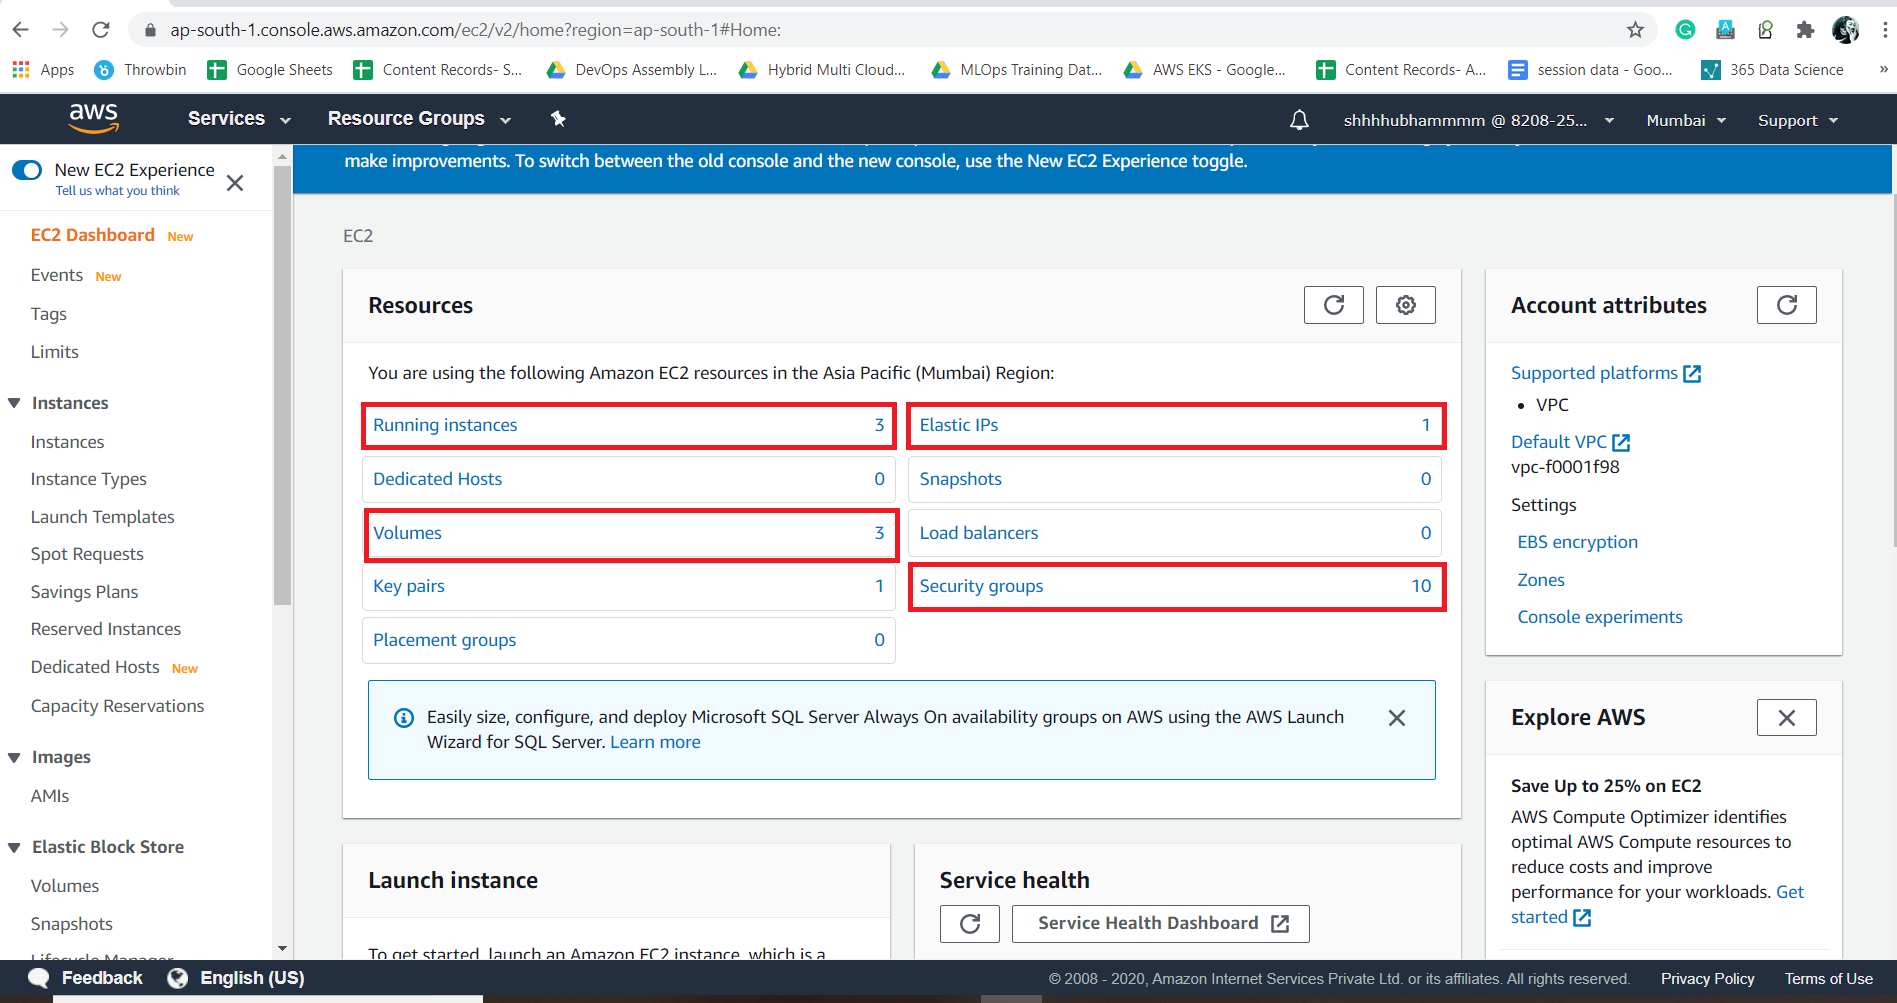 ap-south-1.console.aws.amazon.com/ec2/v2/home?region=ap-south-1#Home:
Apps
Throwbin
Google Sheets
Content Records- S...
DevOps Assembly L...
Hybrid Multi Cloud...
MLOps Training Dat...
AWS EKS - Google...
Content Records- A...
session data - Goo...
365 Data Science
»
aws
Services
Resource Groups
shhhhubhammmm @ 8208-25...
Mumbai
Support
New EC2 Experience
Tell us what you think
EC2 Dashboard New
Events New
Tags
Limits
Instances
Instances
Instance Types
Launch Templates
Spot Requests
Savings Plans
Reserved Instances
Dedicated Hosts New
Capacity Reservations
Images
AMIs
Elastic Block Store
Volumes
Snapshots
Lifecycle Manager
make improvements. To switch between the old console and the new console, use the New EC2 Experience toggle.
EC2
Resources
You are using the following Amazon EC2 resources in the Asia Pacific (Mumbai) Region:
Running instances 3
Elastic IPs 1
Dedicated Hosts 0
Snapshots 0
Volumes 3
Load balancers 0
Key pairs 1
Security groups 10
Placement groups 0
Easily size, configure, and deploy Microsoft SQL Server Always On availability groups on AWS using the AWS Launch
Wizard for SQL Server. Learn more
Launch instance
To get started, launch an Amazon EC2 instance, which is a
Service health
Service Health Dashboard
Account attributes
Supported platforms
• VPC
Default VPC
vpc-f0001f98
Settings
EBS encryption
Zones
Console experiments
Explore AWS
Save Up to 25% on EC2
AWS Compute Optimizer identifies
optimal AWS Compute resources to
reduce costs and improve
performance for your workloads. Get
started
Feedback
English (US)
© 2008 - 2020, Amazon Internet Services Private Ltd. or its affiliates. All rights reserved.
Privacy Policy
Terms of Use